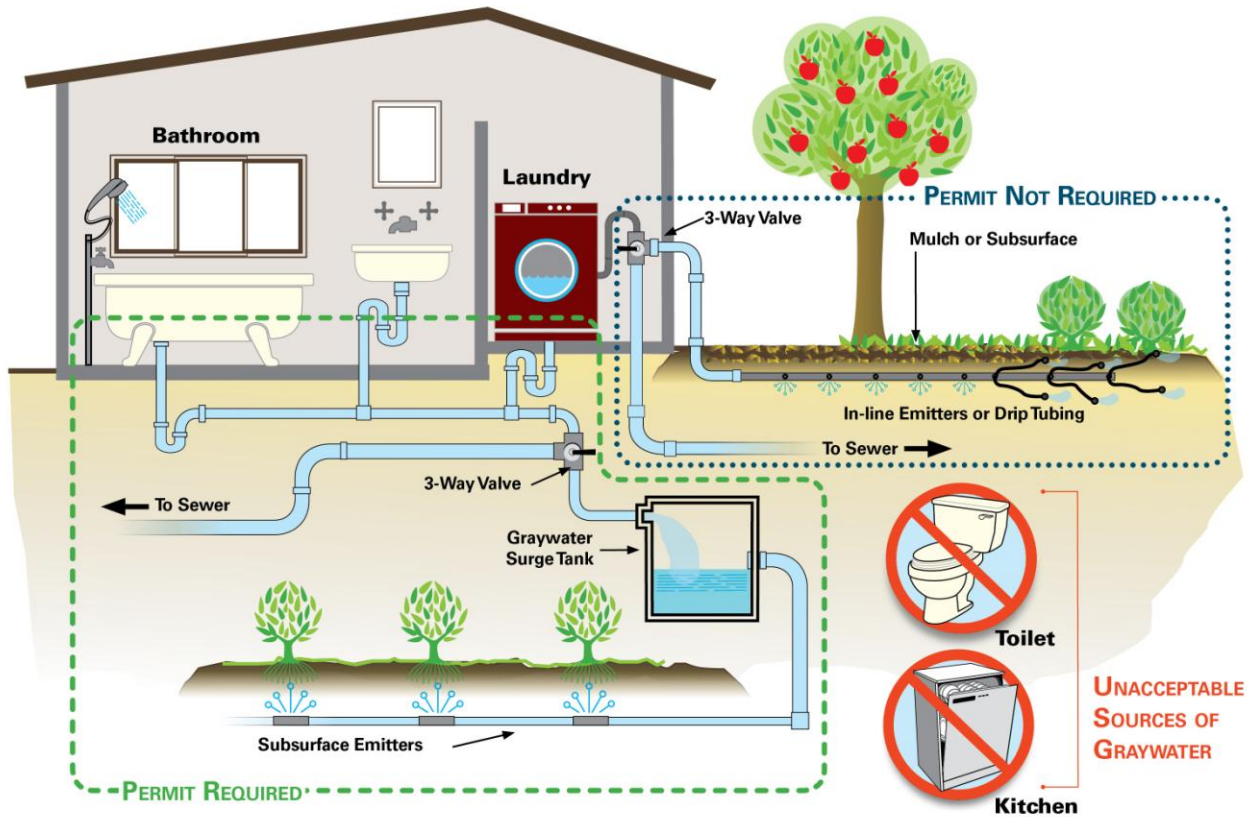 Bathroom
Laundry
PERMIT NOT REQUIRED
3-Way Valve
Mulch or Subsurface
In-line Emitters or Drip Tubing
To Sewer
3-Way Valve
To Sewer
Graywater
Surge Tank
Subsurface Emitters
PERMIT REQUIRED
Toilet
Kitchen
UNACCEPTABLE
SOURCES OF
GRAYWATER